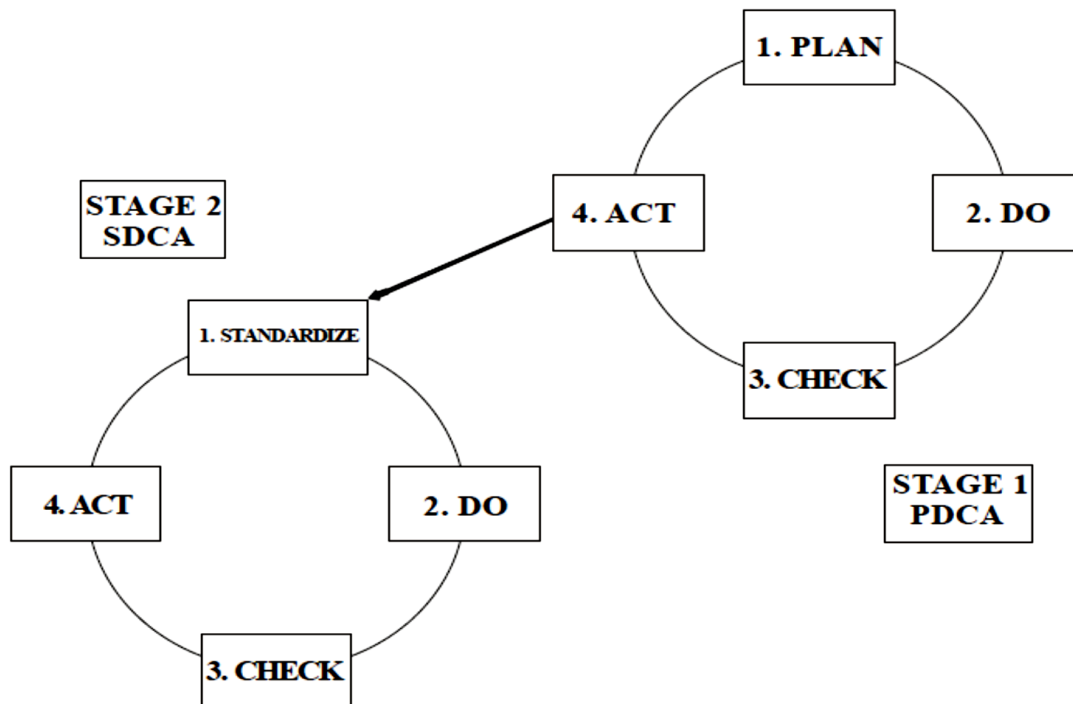 1. PLAN
4. ACT
2. DO
3. CHECK
STAGE 1
PDCA
STAGE 2
SDCA
1. STANDARDIZE
4. ACT
2. DO
3. CHECK